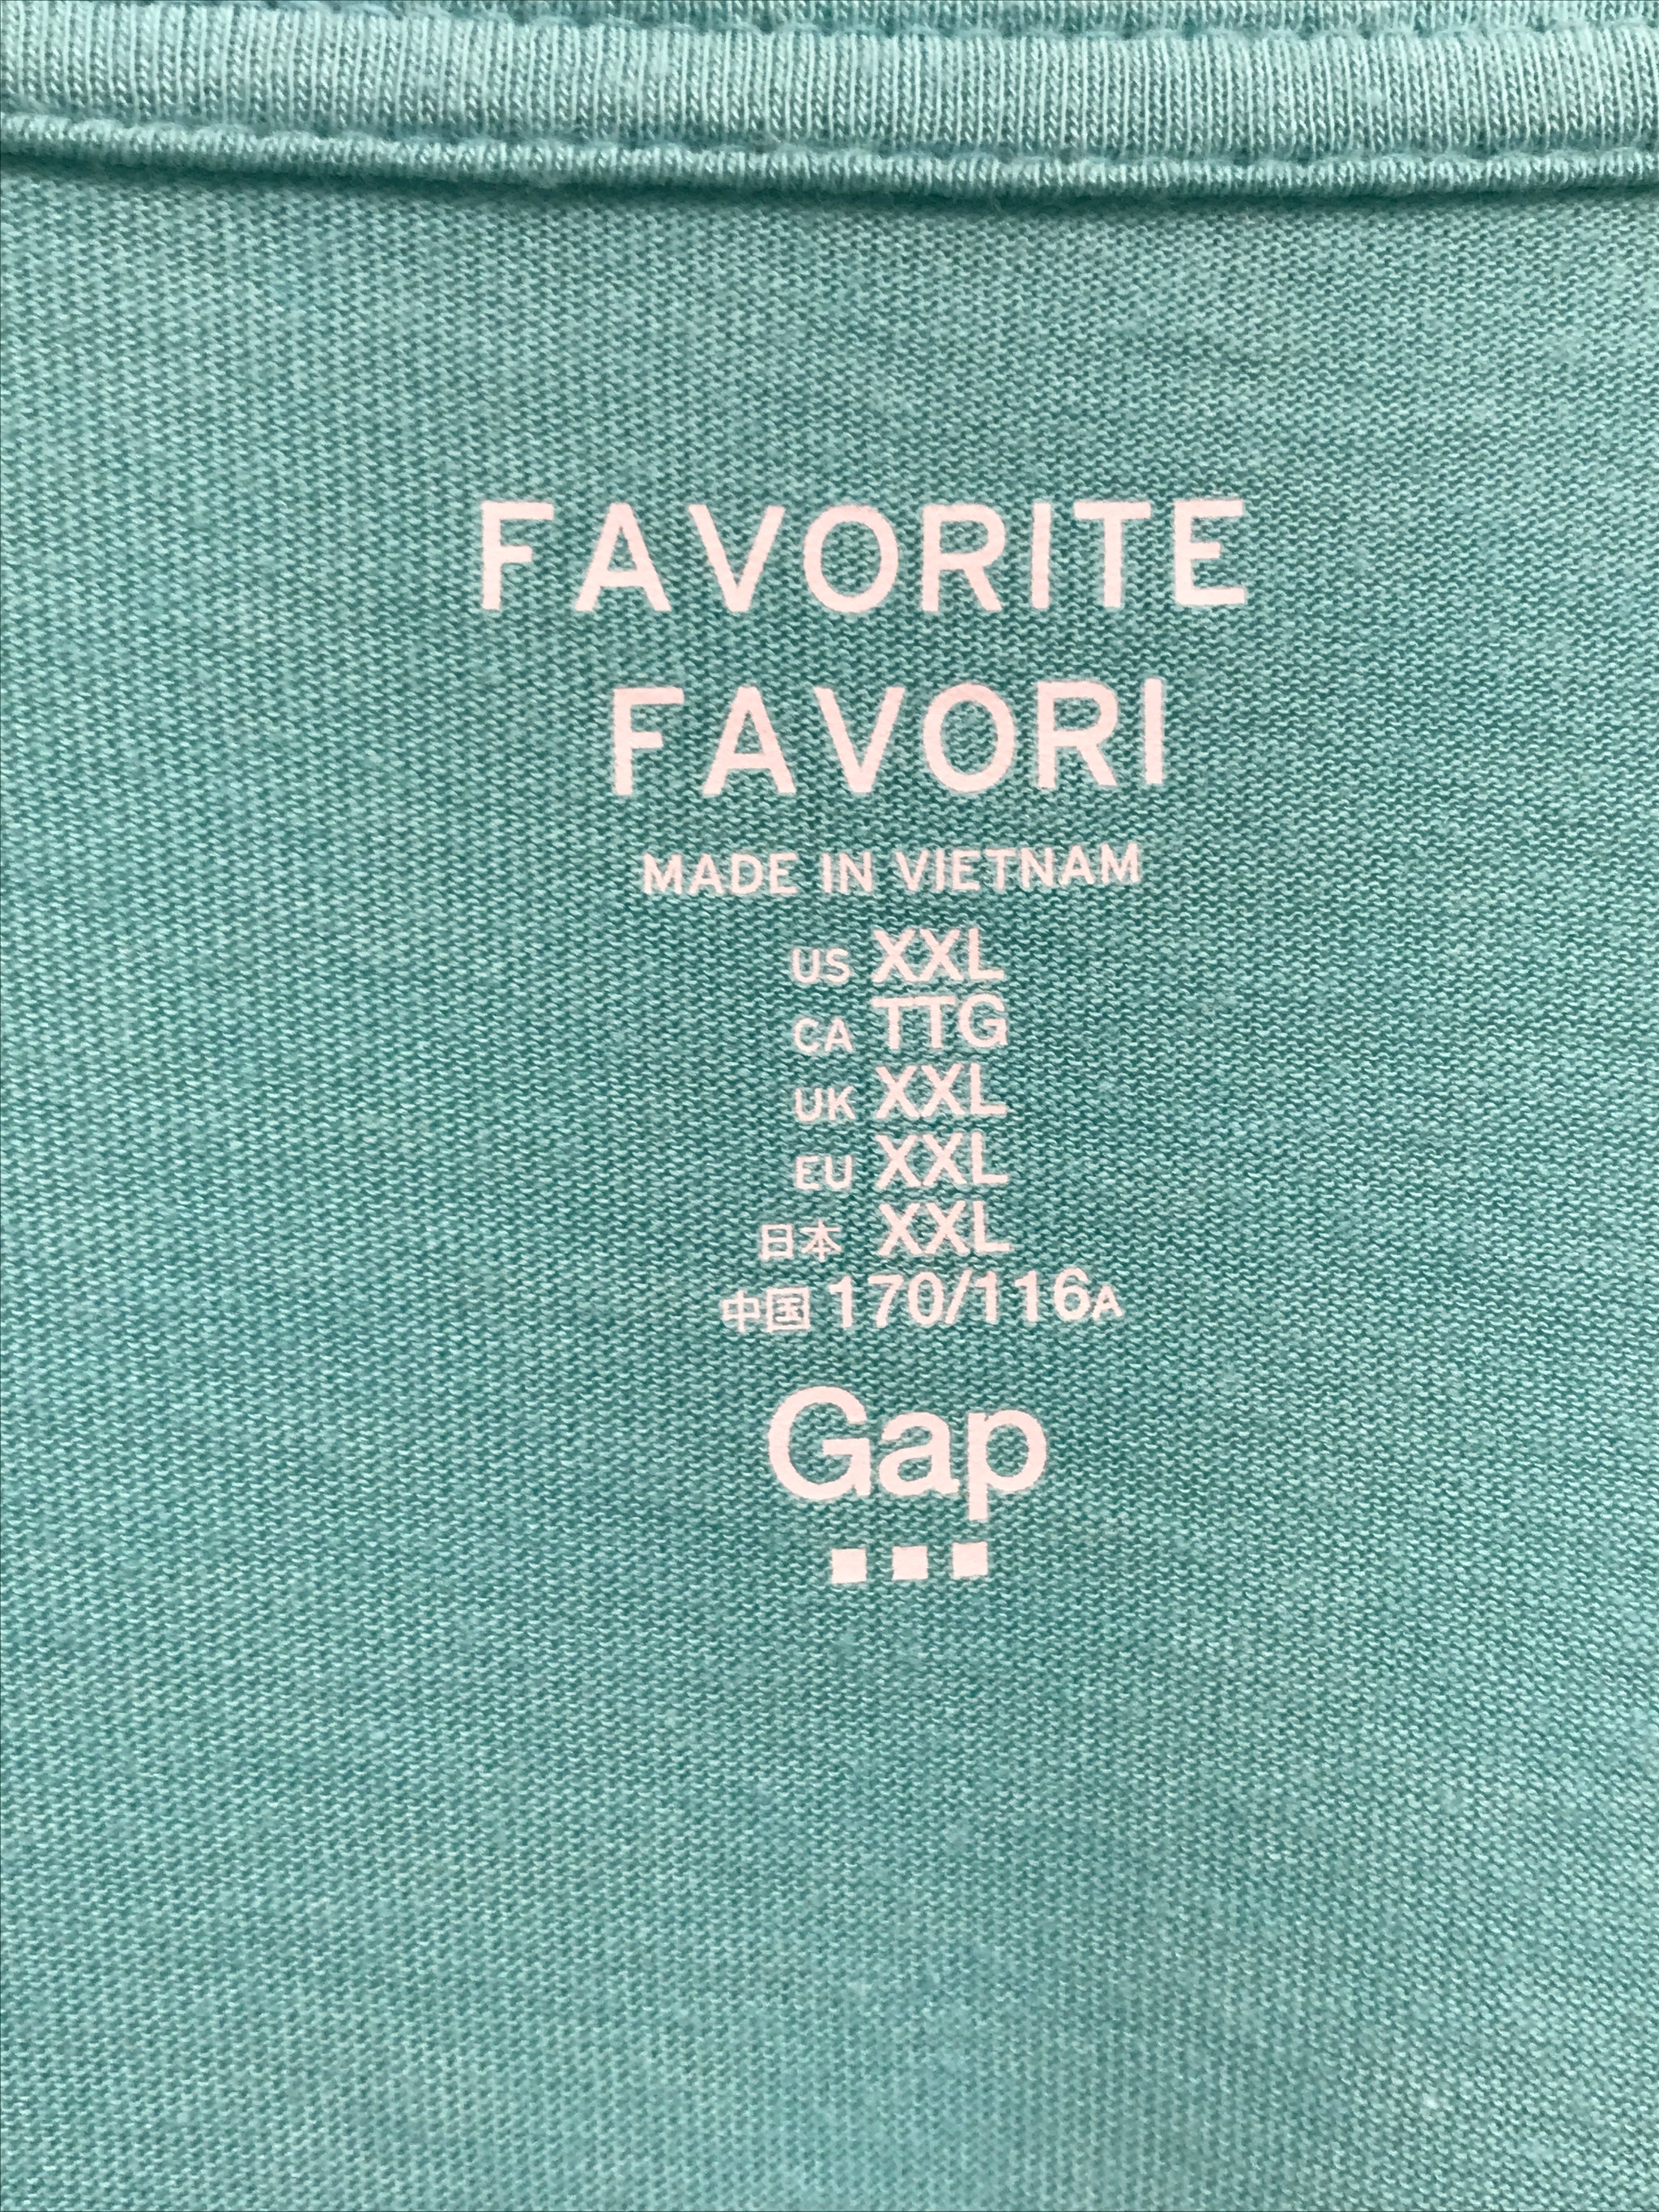 FAVORITE
FAVORI
MADE IN VIETNAM
US XXL
CA TTG
UK XXL
EU XXL
日本 XXL
中国 170/116A
Gap